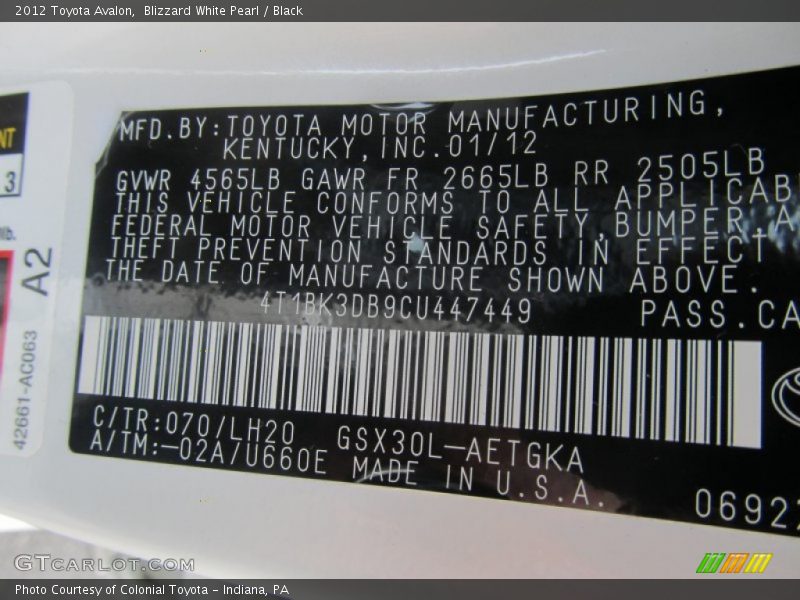 2012 Toyota Avalon,  Blizzard White Pearl / Black
NT
3
A2
42661-AC063
MFD.BY:TOYOTA MOTOR MANUFACTURING,
KENTUCKY,INC.01/12
GVWR 4565LB GAWR FR 2665LB RR 2505LB
THIS VEHICLE CONFORMS TO ALL APPLICAB
FEDERAL MOTOR VEHICLE SAFETY,BUMPER,A
THEFT PREVENTION STANDARDS IN EFFECT
THE DATE OF MANUFACTURE SHOWN ABOVE.
4T1BK3DB9CU447449 PASS.CA
C/TR:070/LH20 GSX30L-AETGKA
A/TM:-02A/U660E MADE IN U.S.A.
0692
GTCARLOT.COM
Photo Courtesy of Colonial Toyota - Indiana, PA